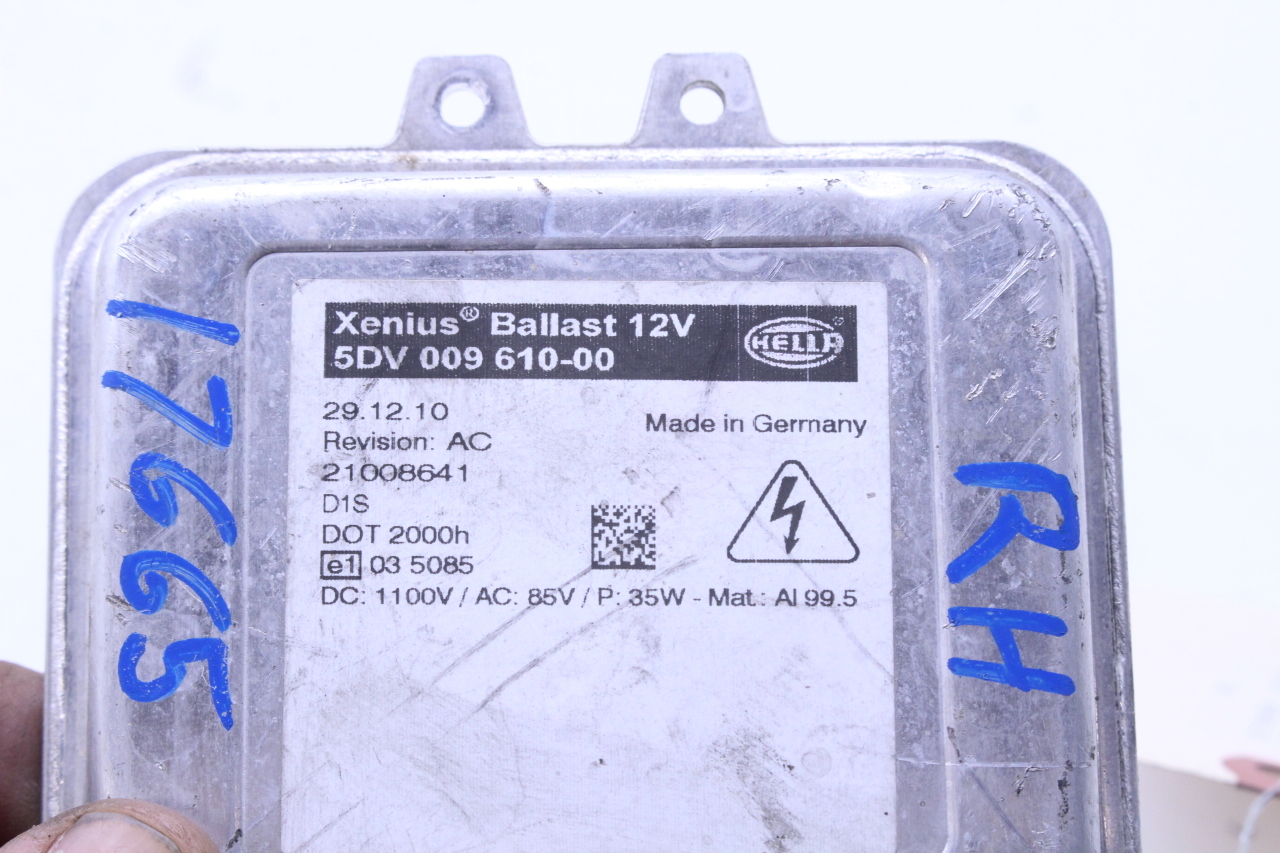 Xenius® Ballast 12V
5DV 009 610-00
HELLA
29.12.10
Made in Germany
Revision: AC
21008641
D1S
DOT 2000h
e1 03 5085
DC: 1100V / AC: 85V / P: 35W - Mat.: Al 99.5
17665
RH